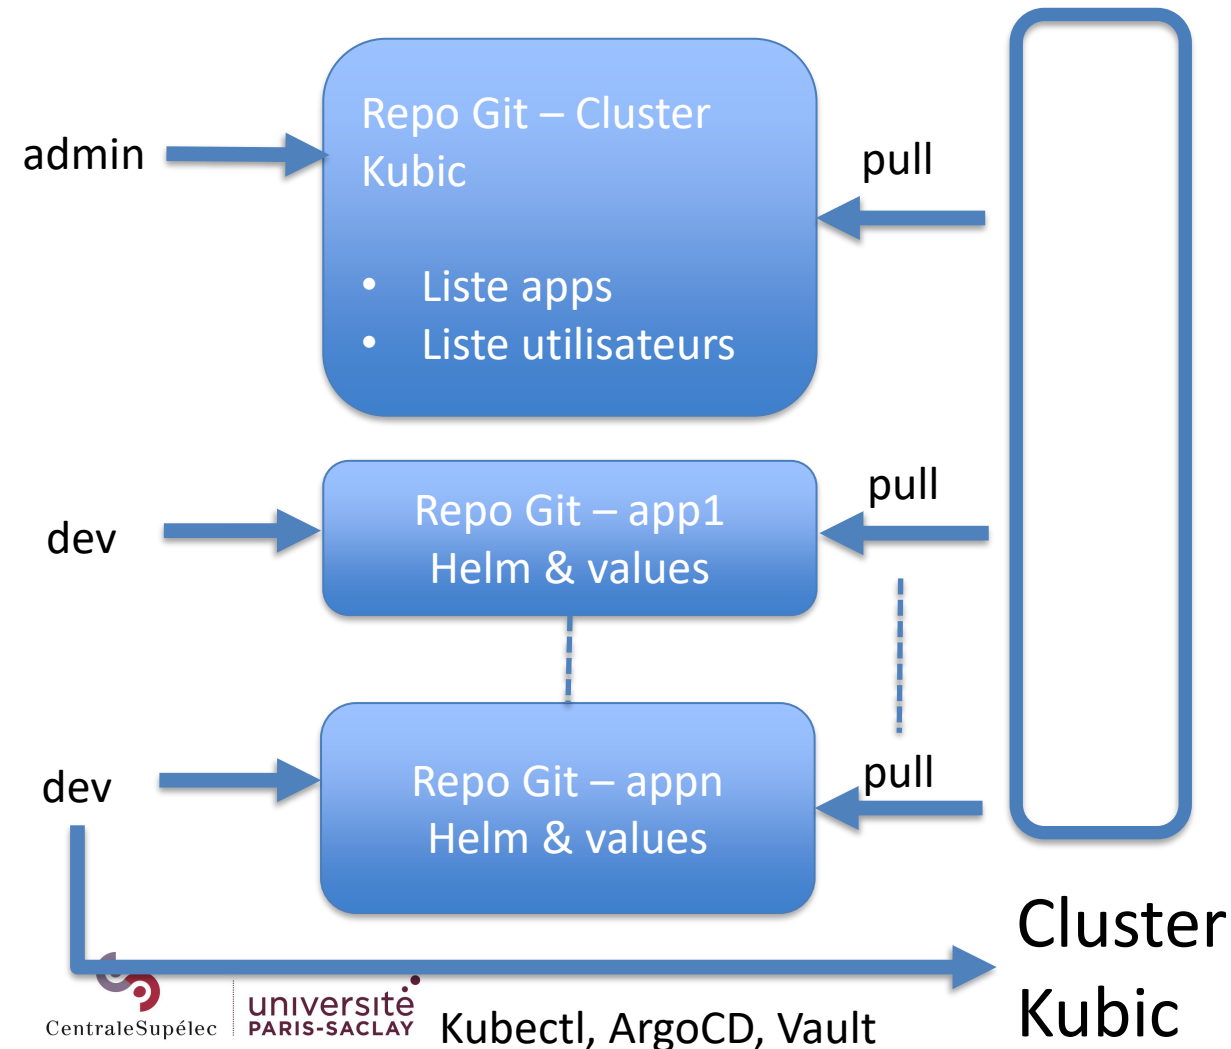 admin
Repo Git – Cluster
Kubic
• Liste apps
• Liste utilisateurs
pull
dev
Repo Git – app1
Helm & values
pull
dev
Repo Git – appn
Helm & values
pull
Cluster
Kubic
CentraleSupélec
université
PARIS-SACLAY
Kubectl, ArgoCD, Vault